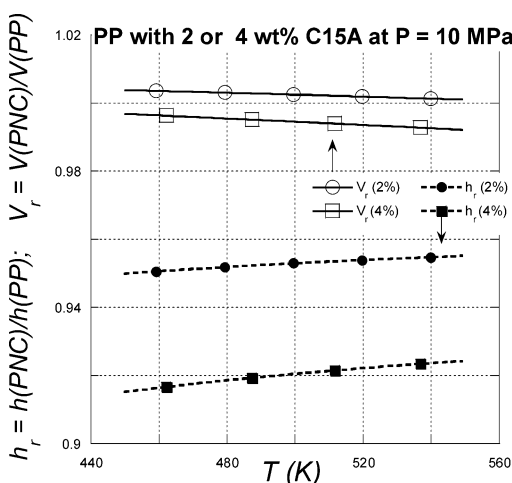 PP with 2 or 4 wt% C15A at P = 10 MPa
1.02
0.98
0.94
0.9
h_r = h(PNC)/h(PP); V_r = V(PNC)/V(PP)
V_r (2%) h_r (2%)
V_r (4%) h_r (4%)
440 480 520 560
T (K)